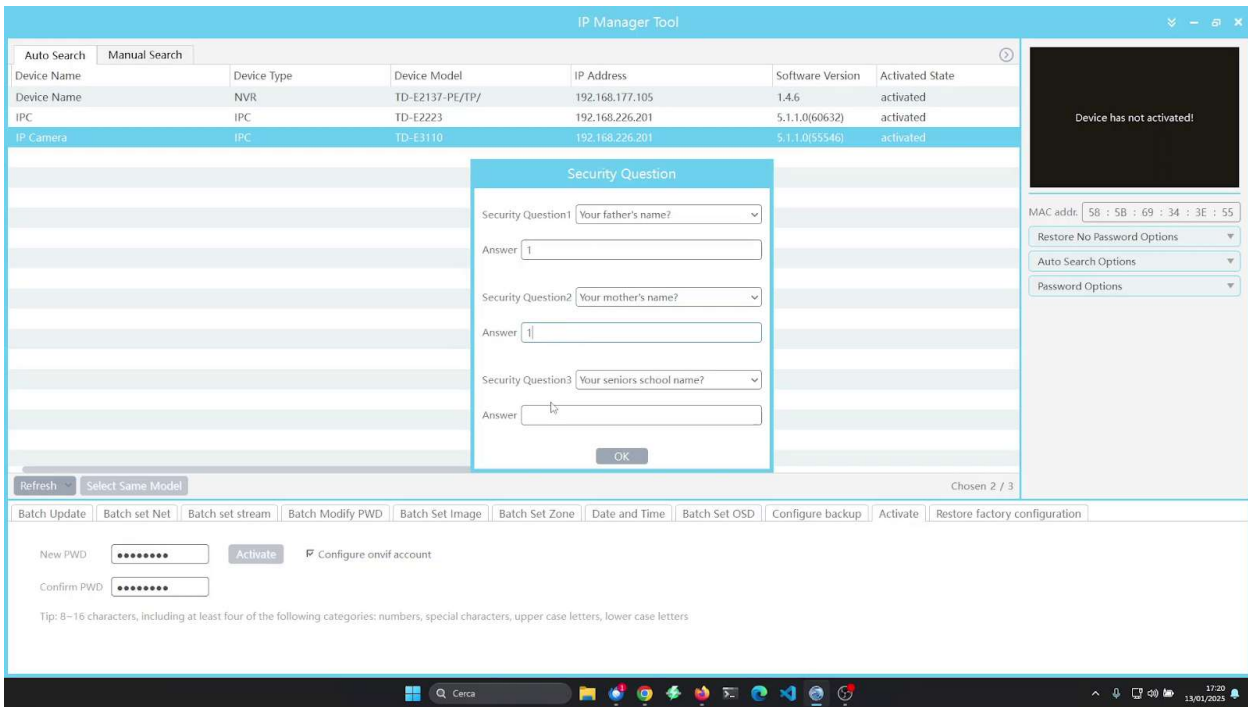 IP Manager Tool
Auto Search Manual Search
Device Name Device Type Device Model IP Address Software Version Activated State
Device Name NVR TD-E2137-PE/TP/ 192.168.177.105 1.4.6 activated
IPC IPC TD-E2223 192.168.226.201 5.1.1.0(60632) activated
IP Camera IPC TD-E3110 192.168.226.201 5.1.1.0(55546) activated
Device has not activated!
Security Question
Security Question1 Your father's name?
Answer 1
Security Question2 Your mother's name?
Answer 1
Security Question3 Your seniors school name?
Answer
OK
MAC addr. 58 : 5B : 69 : 34 : 3E : 55
Restore No Password Options
Auto Search Options
Password Options
Refresh Select Same Model Chosen 2 / 3
Batch Update Batch set Net Batch set stream Batch Modify PWD Batch Set Image Batch Set Zone Date and Time Batch Set OSD Configure backup Activate Restore factory configuration
New PWD •••••••• Activate Configure onvif account
Confirm PWD ••••••••
Tip: 8~16 characters, including at least four of the following categories: numbers, special characters, upper case letters, lower case letters
Cerca
17:20
13/01/2025